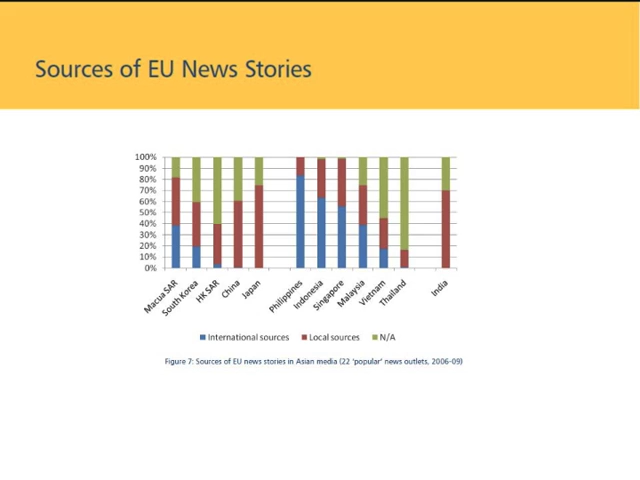 Sources of EU News Stories
100%
90%
80%
70%
60%
50%
40%
30%
20%
10%
0%
Macua SAR
South Korea
HK SAR
China
Japan
Philippines
Indonesia
Singapore
Malaysia
Vietnam
Thailand
India
International sources Local sources N/A
Figure 7: Sources of EU news stories in Asian media (22 'popular' news outlets, 2006-09)